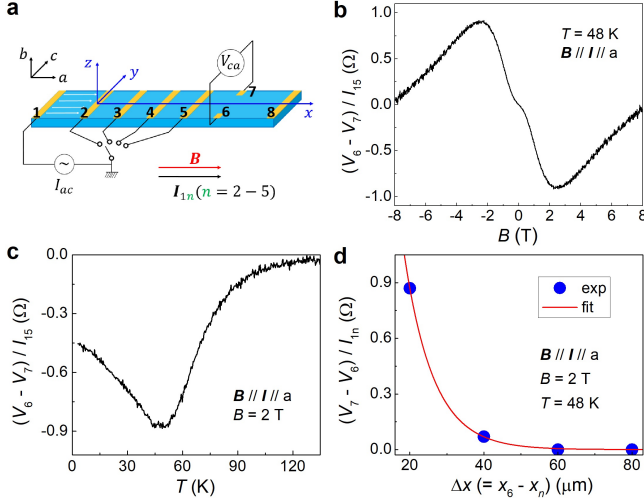 a
b
c
a
z
y
x
V_ca
1
2
3
4
5
6
7
8
~
I_ac
B
I_1n(n = 2 − 5)
b
(V_6 - V_7) / I_15 (Ω)
1.0
0.5
0.0
-0.5
-1.0
T = 48 K
B // I // a
-8
-6
-4
-2
0
2
4
6
8
B (T)
c
(V_6 - V_7) / I_15 (Ω)
0.0
-0.3
-0.6
-0.9
B // I // a
B = 2 T
0
45
90
135
T (K)
d
(V_7 - V_6) / I_1n (Ω)
0.9
0.6
0.3
0.0
exp
fit
B // I // a
B = 2 T
T = 48 K
20
40
60
80
Δx (= x_6 - x_n) (μm)